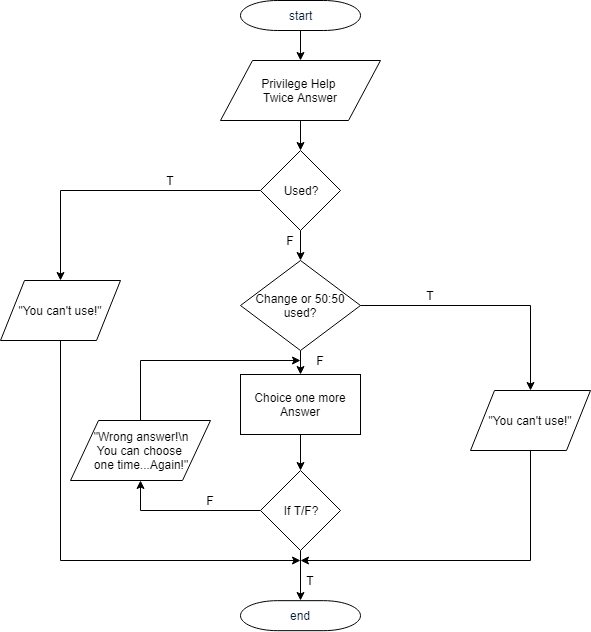 start
Privilege Help
Twice Answer
T
Used?
F
Change or 50:50
used?
T
"You can't use!"
F
Choice one more
Answer
"You can't use!"
"Wrong answer!\n
You can choose
one time...Again!"
F
If T/F?
T
end